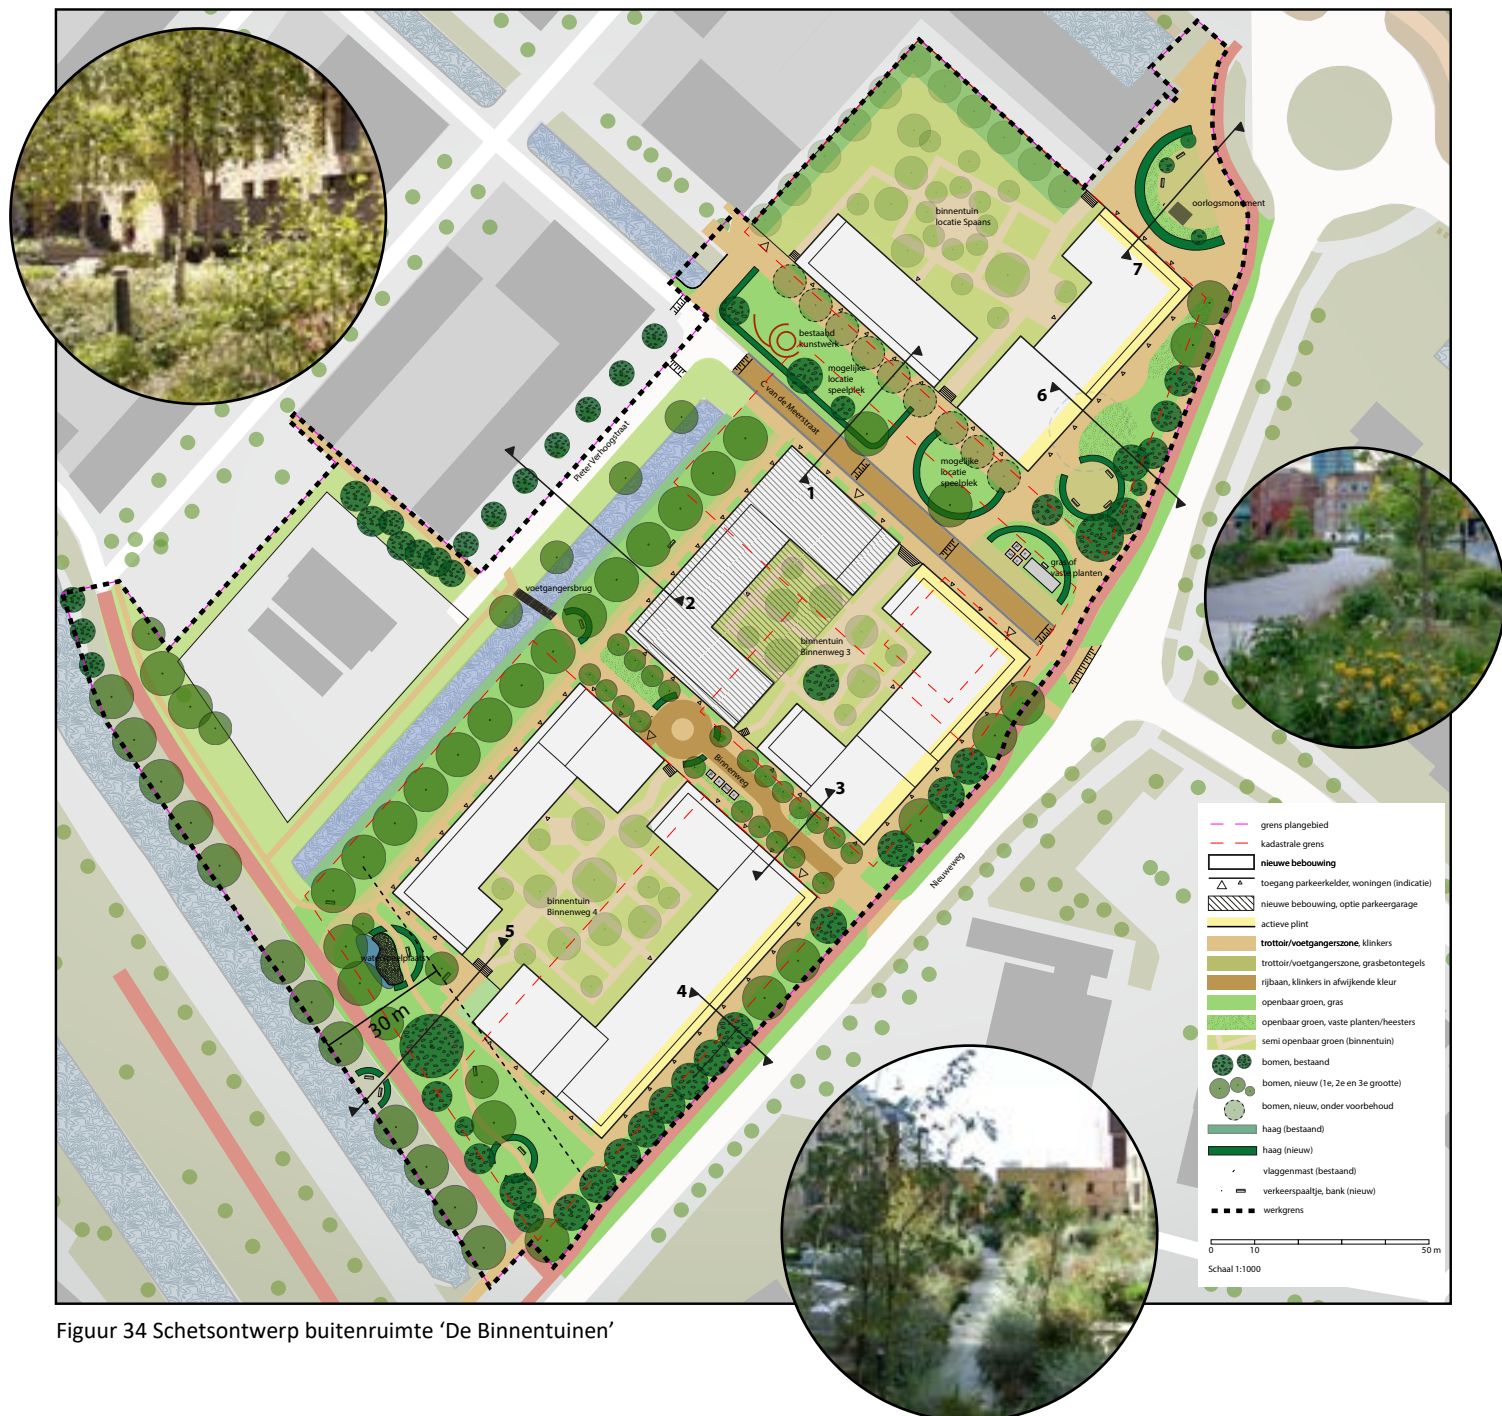 binnentuin
locatie Spaans
oorlogsmonument
7
bestaand
kunstwerk
mogelijke
locatie
speelplek
6
C van de Meerstraat
Pieter Verhoogstraat
mogelijke
locatie
speelplek
1
gras of
vaste planten
voetgangersbrug
2
binnentuin
Binnenweg 3
Binnenweg
3
Nieuweweg
binnentuin
Binnenweg 4
5
waterspeelplaats
4
30 m
grens plangebied
kadastrale grens
nieuwe bebouwing
toegang parkeerkelder, woningen (indicatie)
nieuwe bebouwing, optie parkeergarage
actieve plint
trottoir/voetgangerszone, klinkers
trottoir/voetgangerszone, grasbetontegels
rijbaan, klinkers in afwijkende kleur
openbaar groen, gras
openbaar groen, vaste planten/heesters
semi openbaar groen (binnentuin)
bomen, bestaand
bomen, nieuw (1e, 2e en 3e grootte)
bomen, nieuw, onder voorbehoud
haag (bestaand)
haag (nieuw)
vlaggenmast (bestaand)
verkeerspaaltje, bank (nieuw)
werkgrens
0 10 50 m
Schaal 1:1000
Figuur 34 Schetsontwerp buitenruimte ‘De Binnentuinen’